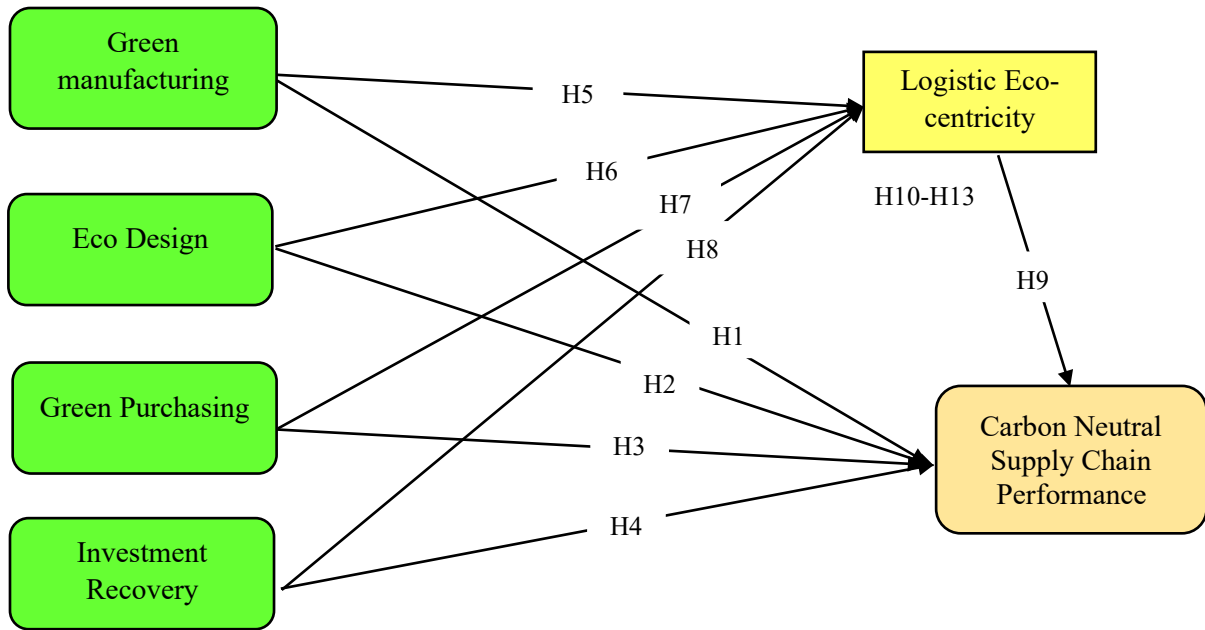 Green
manufacturing
Eco Design
Green Purchasing
Investment
Recovery
H5
H6
H7
H8
H1
H2
H3
H4
Logistic Eco-
centricity
H10-H13
H9
Carbon Neutral
Supply Chain
Performance